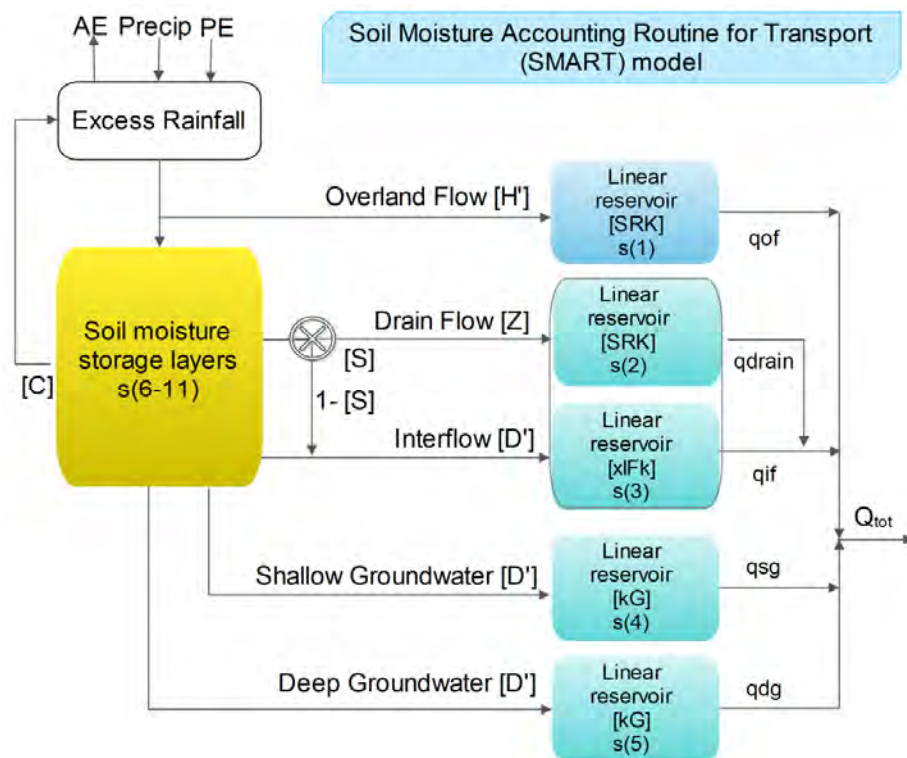 AE Precip PE
Soil Moisture Accounting Routine for Transport
(SMART) model
Excess Rainfall
Overland Flow [H']
Linear
reservoir
[SRK]
s(1)
qof
Soil moisture
storage layers
s(6-11)
[C]
Drain Flow [Z]
[S]
1- [S]
Linear
reservoir
[SRK]
s(2)
qdrain
Interflow [D']
Linear
reservoir
[xIFk]
s(3)
qif
Qtot
Shallow Groundwater [D']
Linear
reservoir
[kG]
s(4)
qsg
Deep Groundwater [D']
Linear
reservoir
[kG]
s(5)
qdg